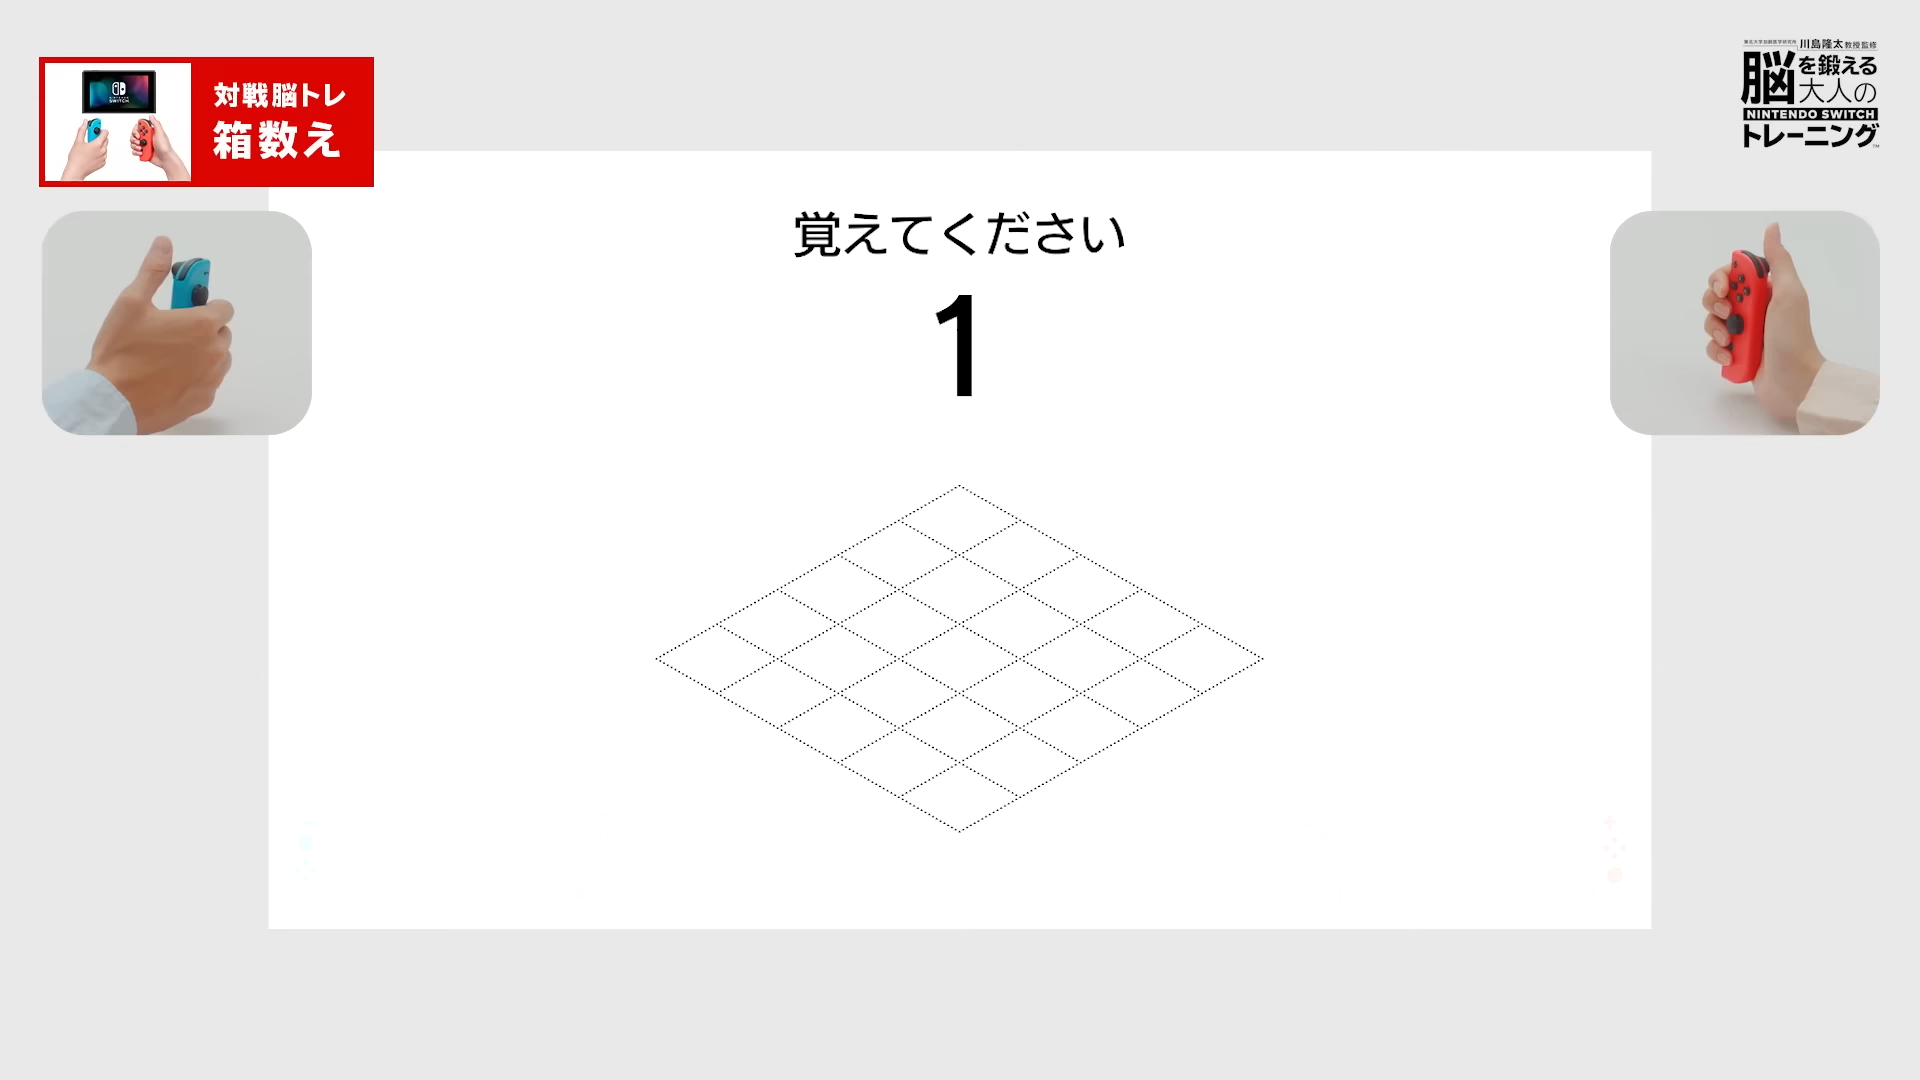 対戦脳トレ
箱数え
川島隆太教授監修
脳を鍛える
大人の
NINTENDO SWITCH
トレーニング
覚えてください
1